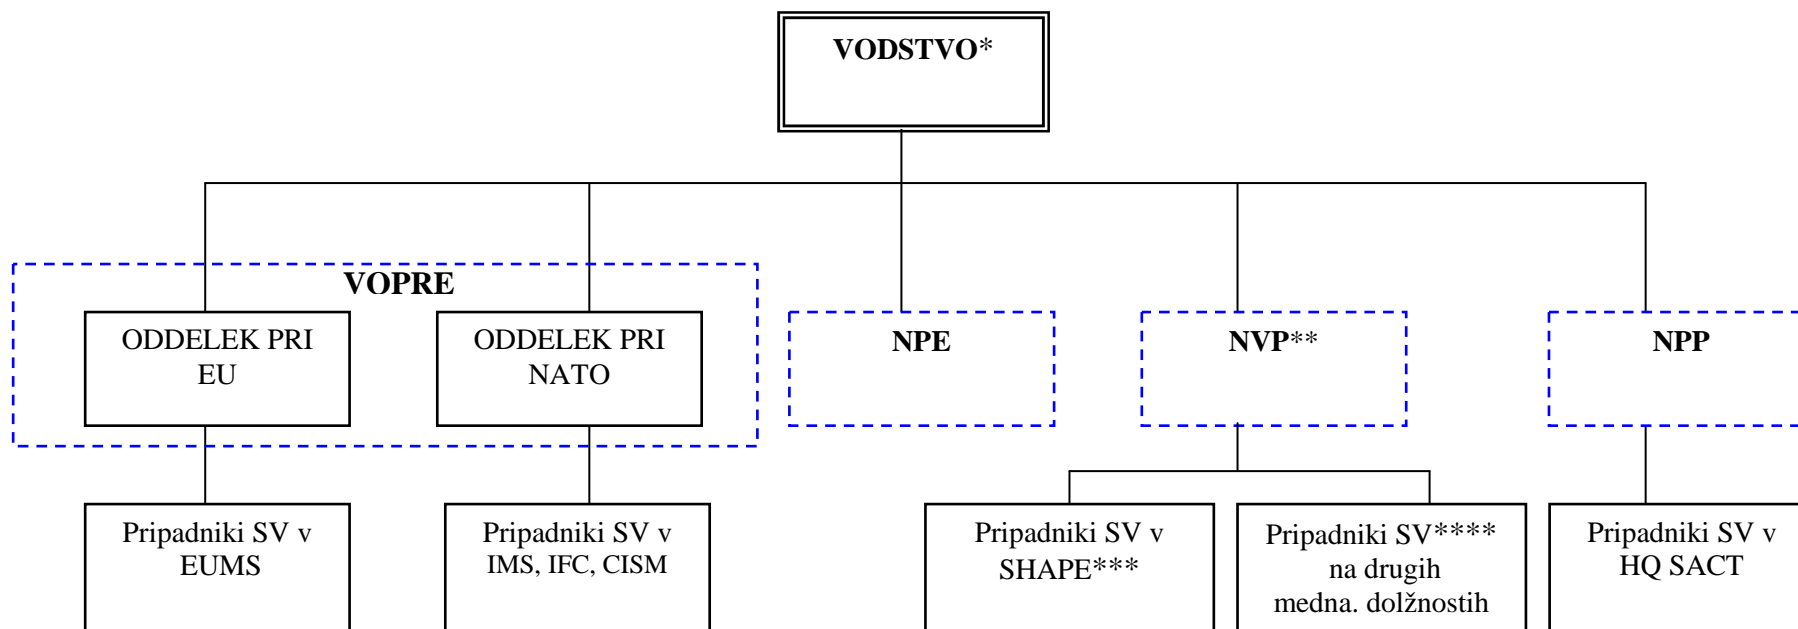 VODSTVO*
VOPRE
ODDELEK PRI
EU
ODDELEK PRI
NATO
NPE
NVP**
NPP
Pripadniki SV v
EUMS
Pripadniki SV v
IMS, IFC, CISM
Pripadniki SV v
SHAPE***
Pripadniki SV****
na drugih
medna. dolžnostih
Pripadniki SV v
HQ SACT